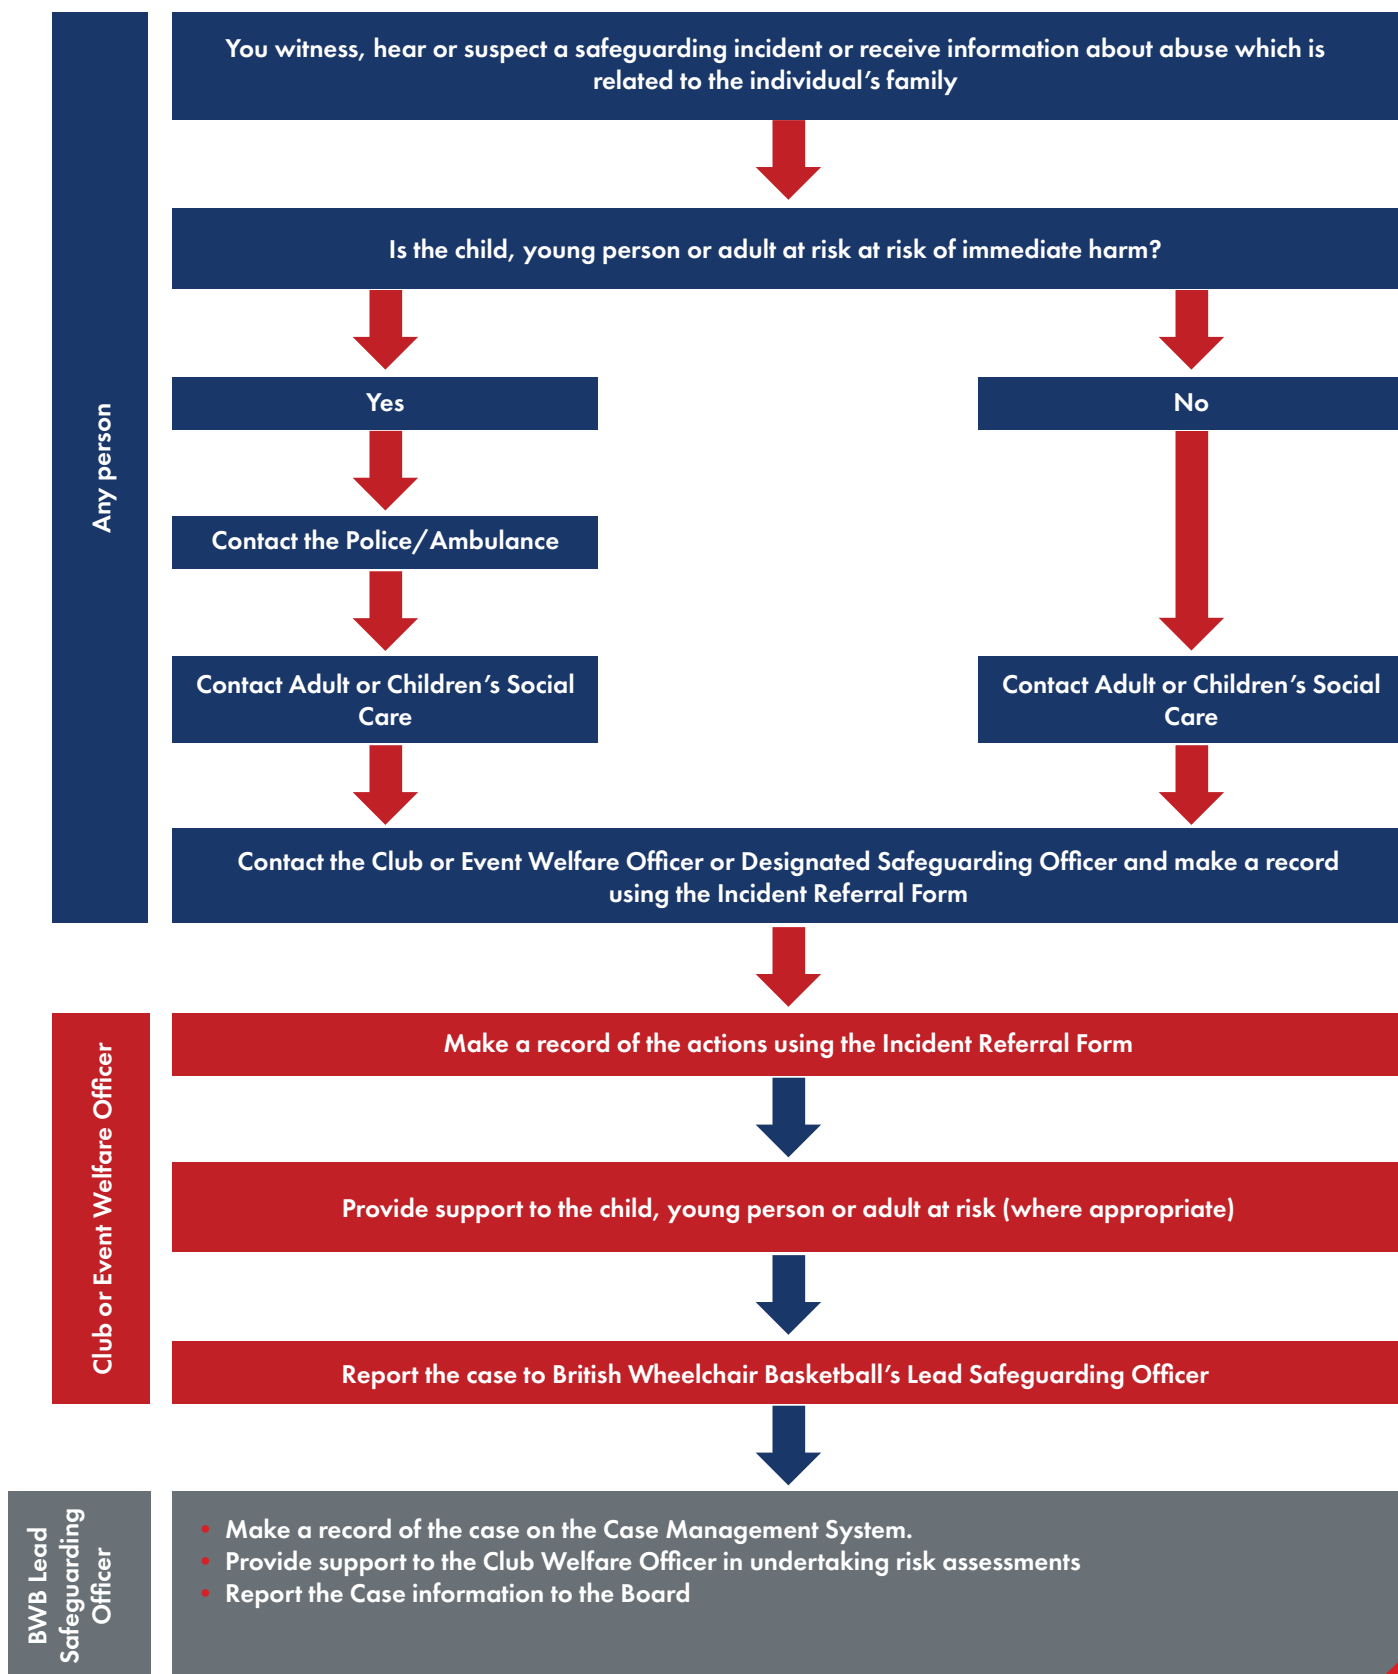 You witness, hear or suspect a safeguarding incident or receive information about abuse which is
related to the individual's family
Is the child, young person or adult at risk at risk of immediate harm?
Yes
No
Any person
Contact the Police/Ambulance
Contact Adult or Children's Social
Care
Contact Adult or Children's Social
Care
Contact the Club or Event Welfare Officer or Designated Safeguarding Officer and make a record
using the Incident Referral Form
Club or Event Welfare Officer
Make a record of the actions using the Incident Referral Form
Provide support to the child, young person or adult at risk (where appropriate)
Report the case to British Wheelchair Basketball's Lead Safeguarding Officer
BWB Lead
Safeguarding
Officer
• Make a record of the case on the Case Management System.
• Provide support to the Club Welfare Officer in undertaking risk assessments
• Report the Case information to the Board